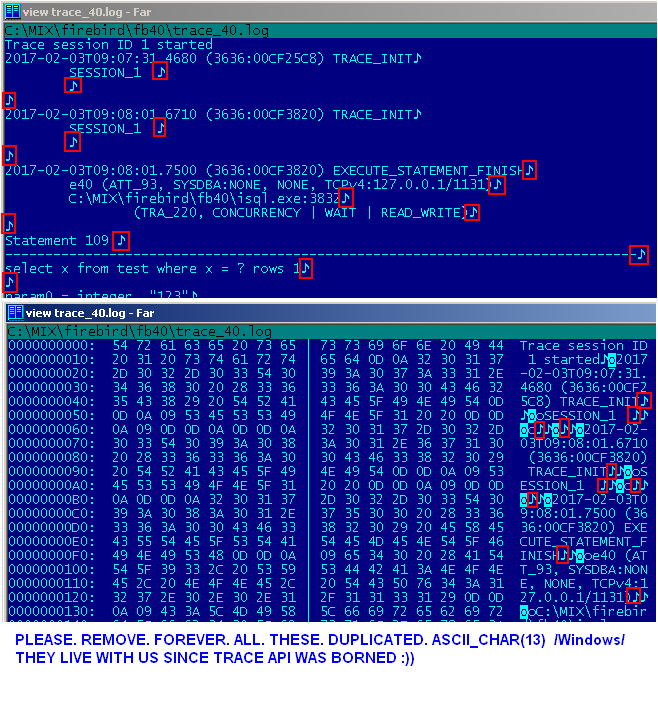 view trace_40.log - Far
C:\MIX\firebird\fb40\trace_40.log
Trace session ID 1 started
2017-02-03T09:07:31.4680 (3636:00CF25C8) TRACE_INIT♪
SESSION_1 ♪
♪
♪
2017-02-03T09:08:01.6710 (3636:00CF3820) TRACE_INIT♪
SESSION_1 ♪
♪
♪
2017-02-03T09:08:01.7500 (3636:00CF3820) EXECUTE_STATEMENT_FINISH♪
e40 (ATT_93, SYSDBA:NONE, NONE, TCPv4:127.0.0.1/1131)♪
C:\MIX\firebird\fb40\isql.exe:3832♪
(TRA_220, CONCURRENCY | WAIT | READ_WRITE)♪
♪
Statement 109 ♪
-------------------------------------------------------------------------------♪
select x from test where x = ? rows 1♪
♪
param0 = integer, "123"♪
view trace_40.log - Far
C:\MIX\firebird\fb40\trace_40.log
0000000000: 54 72 61 63 65 20 73 65 | 73 73 69 6F 6E 20 49 44 Trace session ID
0000000010: 20 31 20 73 74 61 72 74 | 65 64 0D 0A 32 30 31 37 1 started♪◙2017
0000000020: 2D 30 32 2D 30 33 54 30 | 39 3A 30 37 3A 33 31 2E -02-03T09:07:31.
0000000030: 34 36 38 30 20 28 33 36 | 33 36 3A 30 30 43 46 32 4680 (3636:00CF2
0000000040: 35 43 38 29 20 54 52 41 | 43 45 5F 49 4E 49 54 0D 5C8) TRACE_INIT♪
0000000050: 0D 0A 09 53 45 53 53 49 | 4F 4E 5F 31 20 20 0D 0D ♪◙oSESSION_1  ♪♪
0000000060: 0A 09 0D 0D 0A 0D 0D 0A | 32 30 31 37 2D 30 32 2D ◙o♪♪◙♪♪◙2017-02-
0000000070: 30 33 54 30 39 3A 30 38 | 3A 30 31 2E 36 37 31 30 03T09:08:01.6710
0000000080: 20 28 33 36 33 36 3A 30 | 30 43 46 33 38 32 30 29 (3636:00CF3820)
0000000090: 20 54 52 41 43 45 5F 49 | 4E 49 54 0D 0D 0A 09 53 TRACE_INIT♪♪◙oS
00000000A0: 45 53 53 49 4F 4E 5F 31 | 20 20 0D 0D 0A 09 0D 0D ESSION_1  ♪♪◙o♪♪
00000000B0: 0A 0D 0D 0A 32 30 31 37 | 2D 30 32 2D 30 33 54 30 ◙♪♪◙2017-02-03T0
00000000C0: 39 3A 30 38 3A 30 31 2E | 37 35 30 30 20 28 33 36 9:08:01.7500 (36
00000000D0: 33 36 3A 30 30 43 46 33 | 38 32 30 29 20 45 58 45 36:00CF3820) EXE
00000000E0: 43 55 54 45 5F 53 54 41 | 54 45 4D 45 4E 54 5F 46 CUTE_STATEMENT_F
00000000F0: 49 4E 49 53 48 0D 0D 0A | 09 65 34 30 20 28 41 54 INISH♪♪◙oe40 (AT
0000000100: 54 5F 39 33 2C 20 53 59 | 53 44 42 41 3A 4E 4F 4E T_93, SYSDBA:NON
0000000110: 45 2C 20 4E 4F 4E 45 2C | 20 54 43 50 76 34 3A 31 E, NONE, TCPv4:1
0000000120: 32 37 2E 30 2E 30 2E 31 | 2F 31 31 33 31 29 0D 0D 27.0.0.1/1131)♪♪
0000000130: 0A 09 43 3A 5C 4D 49 58 | 5C 66 69 72 65 62 69 72 ◙oC:\MIX\firebir
PLEASE. REMOVE. FOREVER. ALL. THESE. DUPLICATED. ASCII_CHAR(13) /Windows/
THEY LIVE WITH US SINCE TRACE API WAS BORNED :))